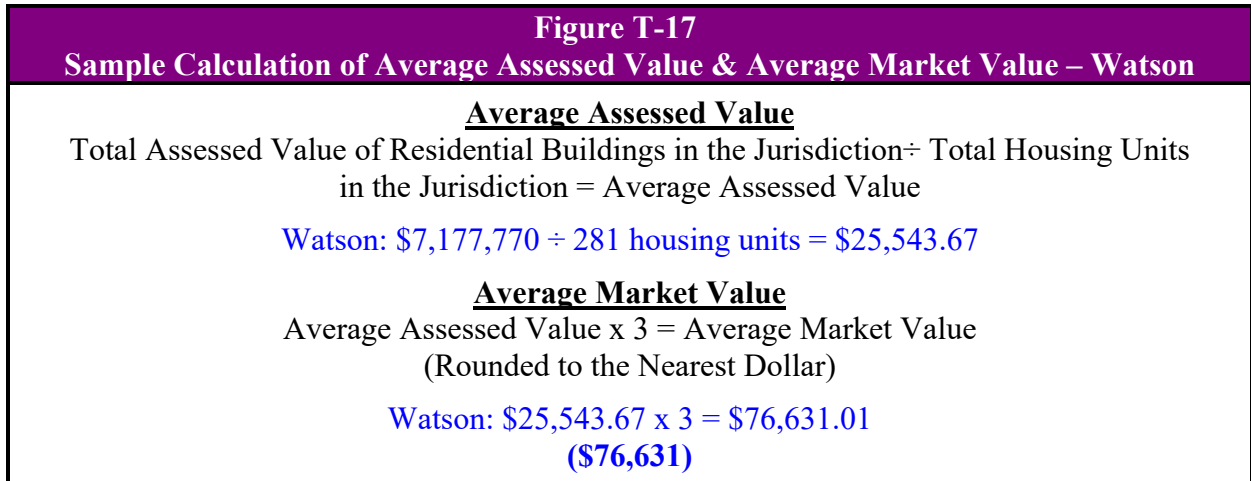 Figure T-17
Sample Calculation of Average Assessed Value & Average Market Value – Watson
Average Assessed Value
Total Assessed Value of Residential Buildings in the Jurisdiction÷ Total Housing Units
in the Jurisdiction = Average Assessed Value
Watson: $7,177,770 ÷ 281 housing units = $25,543.67
Average Market Value
Average Assessed Value x 3 = Average Market Value
(Rounded to the Nearest Dollar)
Watson: $25,543.67 x 3 = $76,631.01
($76,631)